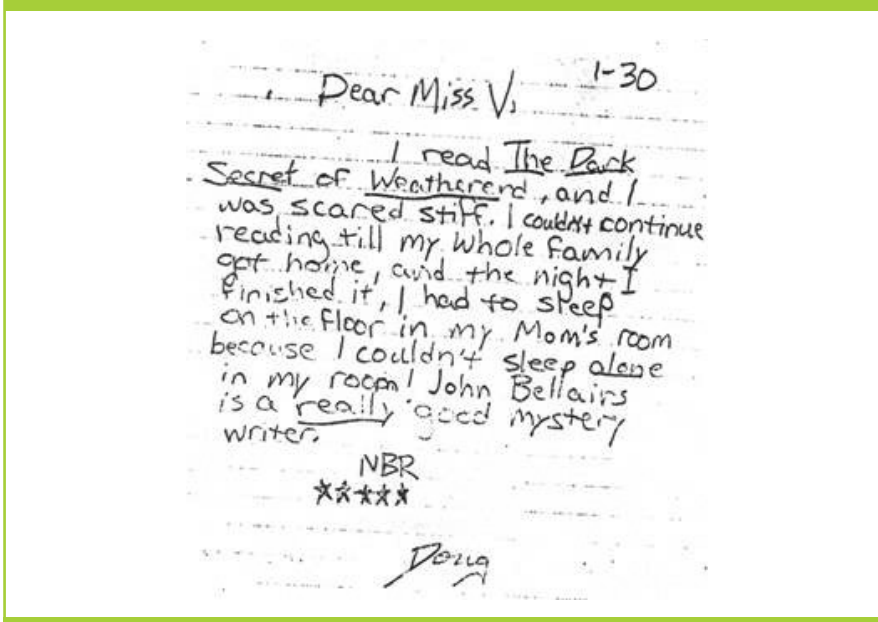 1-30
Dear Miss V,
I read The Dark
Secret of Weatherend, and I
was scared stiff. I couldn't continue
reading till my whole family
got home, and the night I
finished it, I had to sleep
on the floor in my Mom's room
because I couldn't sleep alone
in my room! John Bellairs
is a really good mystery
writer.
NBR
☆☆☆☆☆
Doug